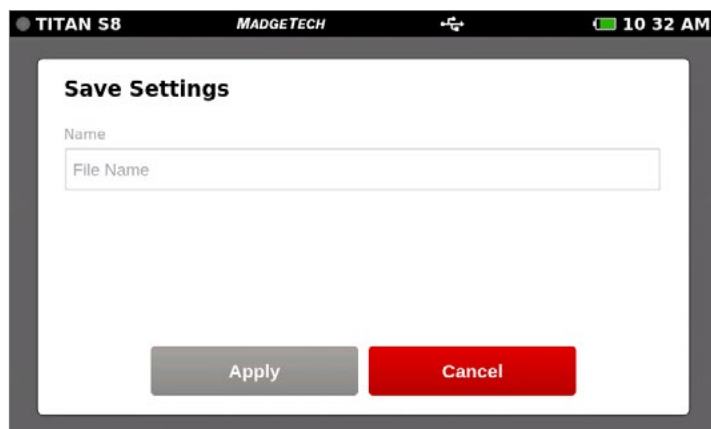 TITAN S8 MADGETECH 10 32 AM
Save Settings
Name
File Name
Apply Cancel